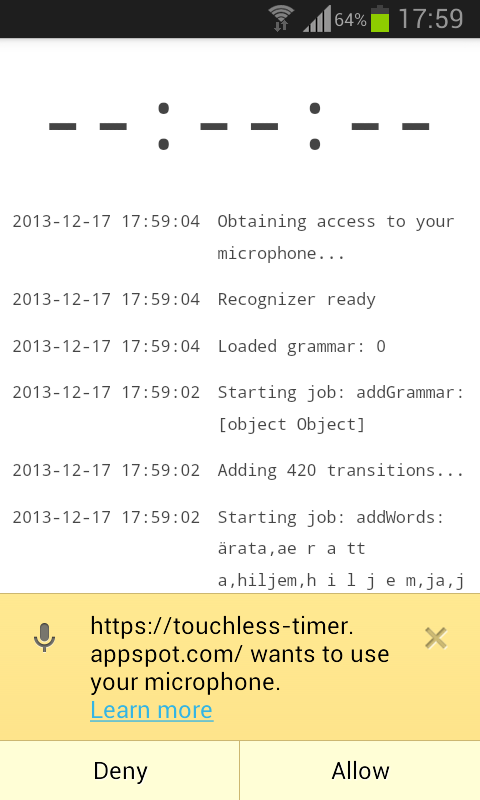 64% 17:59
--:--:--
2013-12-17 17:59:04 Obtaining access to your
microphone...
2013-12-17 17:59:04 Recognizer ready
2013-12-17 17:59:04 Loaded grammar: 0
2013-12-17 17:59:02 Starting job: addGrammar:
[object Object]
2013-12-17 17:59:02 Adding 420 transitions...
2013-12-17 17:59:02 Starting job: addWords:
ärata,ae r a tt
a,hiljem,h i l j e m,ja,j
https://touchless-timer.
appspot.com/ wants to use
your microphone.
Learn more
Deny Allow